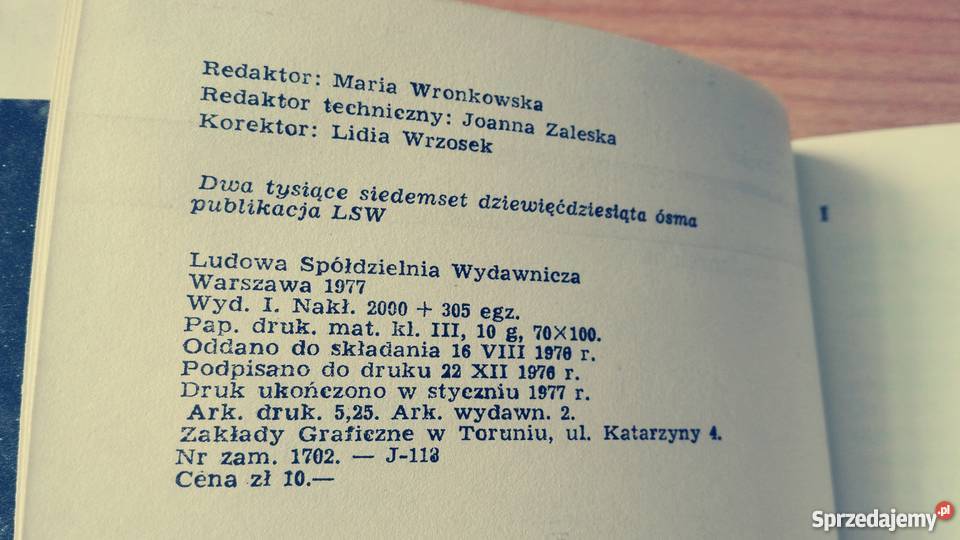 Redaktor: Maria Wronkowska
Redaktor techniczny: Joanna Zaleska
Korektor: Lidia Wrzosek
Dwa tysiące siedemset dziewięćdziesiąta ósma
publikacja LSW
Ludowa Spółdzielnia Wydawnicza
Warszawa 1977
Wyd. I. Nakł. 2000 + 305 egz.
Pap. druk. mat. kl. III, 10 g, 70×100.
Oddano do składania 16 VIII 1976 r.
Podpisano do druku 22 XII 1976 r.
Druk ukończono w styczniu 1977 r.
Ark. druk. 5,25. Ark. wydawn. 2.
Zakłady Graficzne w Toruniu, ul. Katarzyny 4.
Nr zam. 1702. — J-113
Cena zł 10.—
1
Sprzedajemy.pl